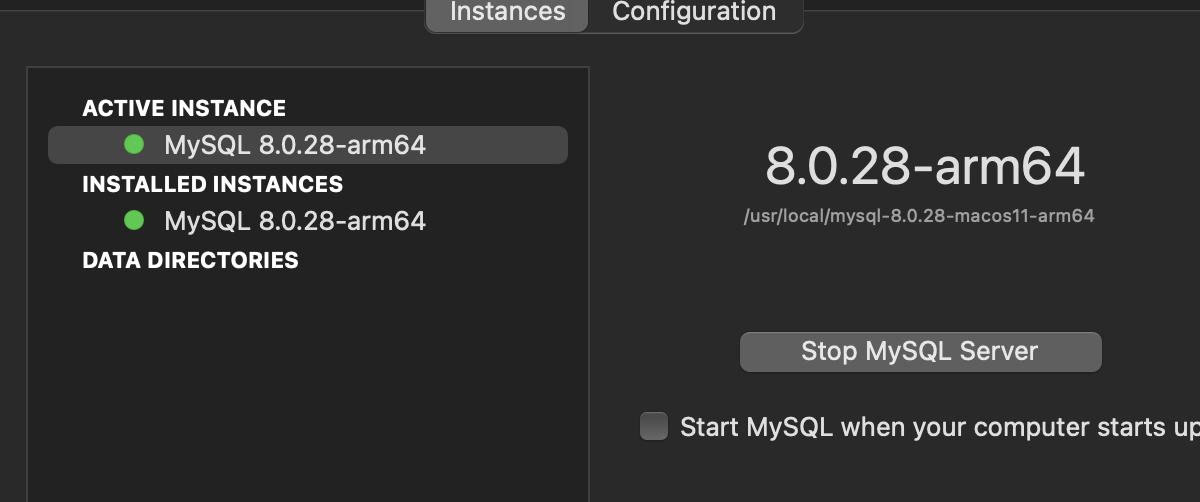 Instances Configuration
ACTIVE INSTANCE
MySQL 8.0.28-arm64
INSTALLED INSTANCES
MySQL 8.0.28-arm64
DATA DIRECTORIES
8.0.28-arm64
/usr/local/mysql-8.0.28-macos11-arm64
Stop MySQL Server
Start MySQL when your computer starts up